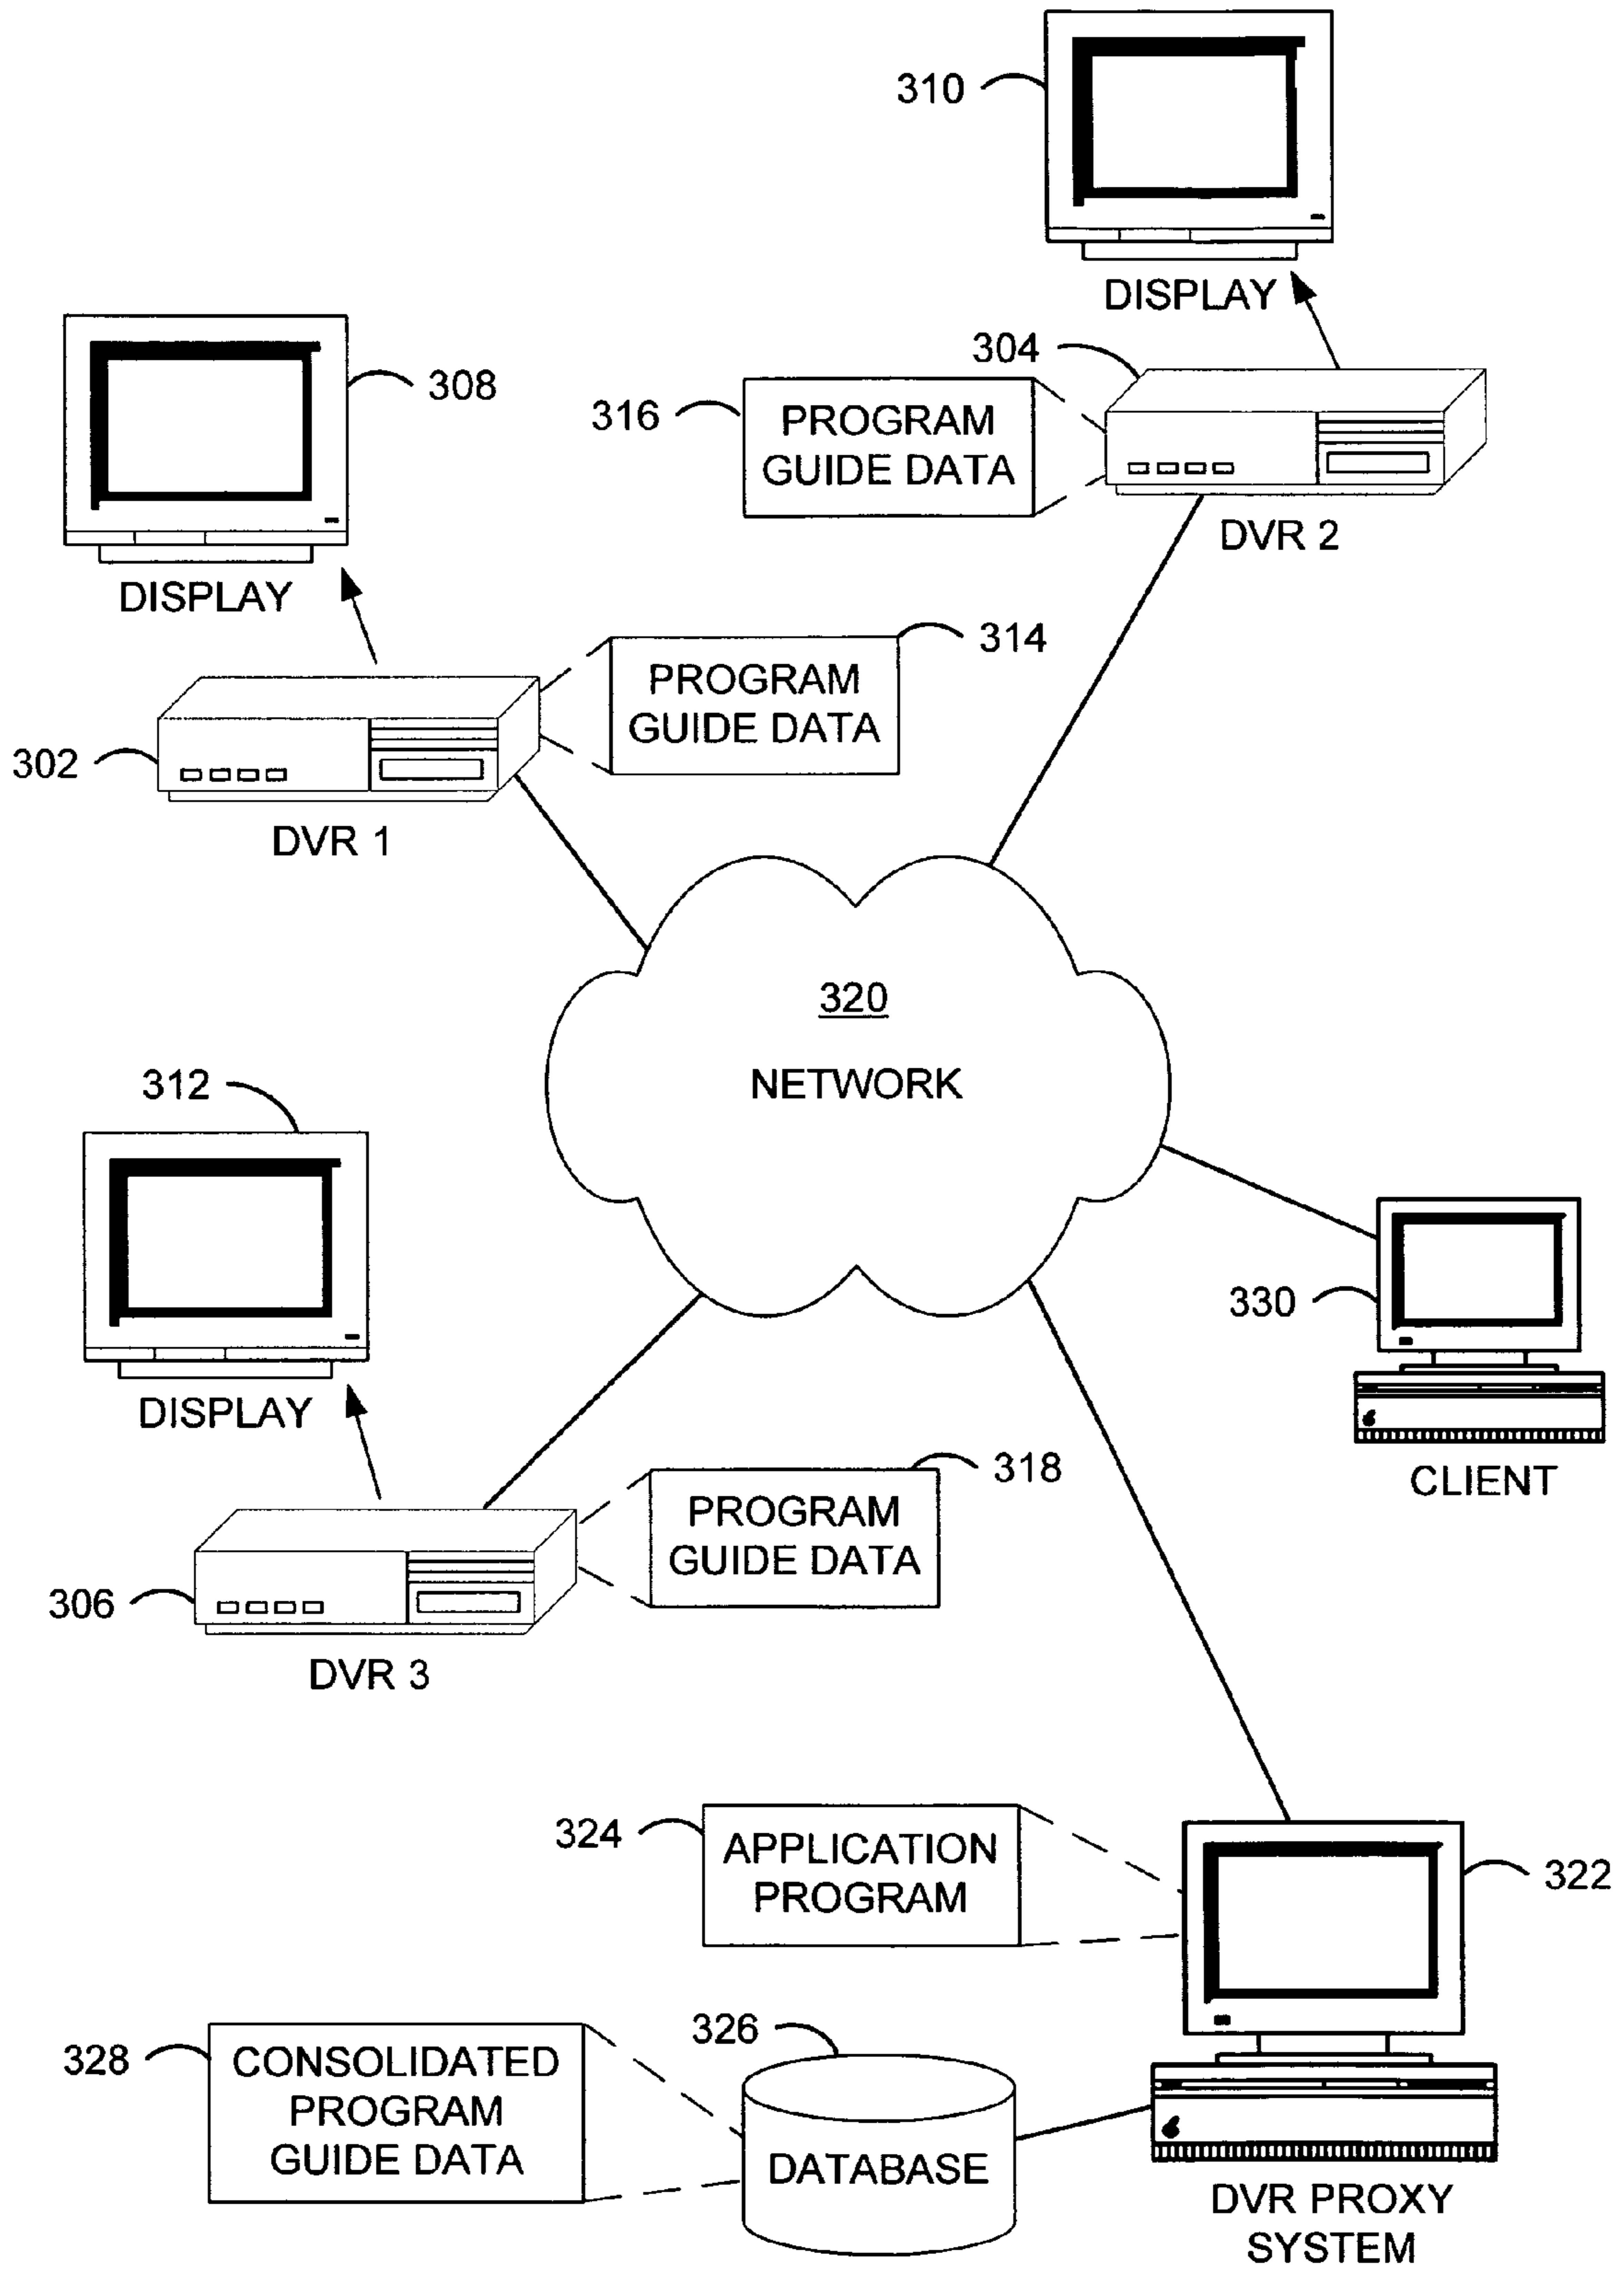 310
DISPLAY
308
304
316
PROGRAM
GUIDE DATA
DVR 2
DISPLAY
314
PROGRAM
GUIDE DATA
302
DVR 1
320
NETWORK
312
DISPLAY
330
CLIENT
318
PROGRAM
GUIDE DATA
306
DVR 3
324
APPLICATION
PROGRAM
322
326
328
CONSOLIDATED
PROGRAM
GUIDE DATA
DATABASE
DVR PROXY
SYSTEM